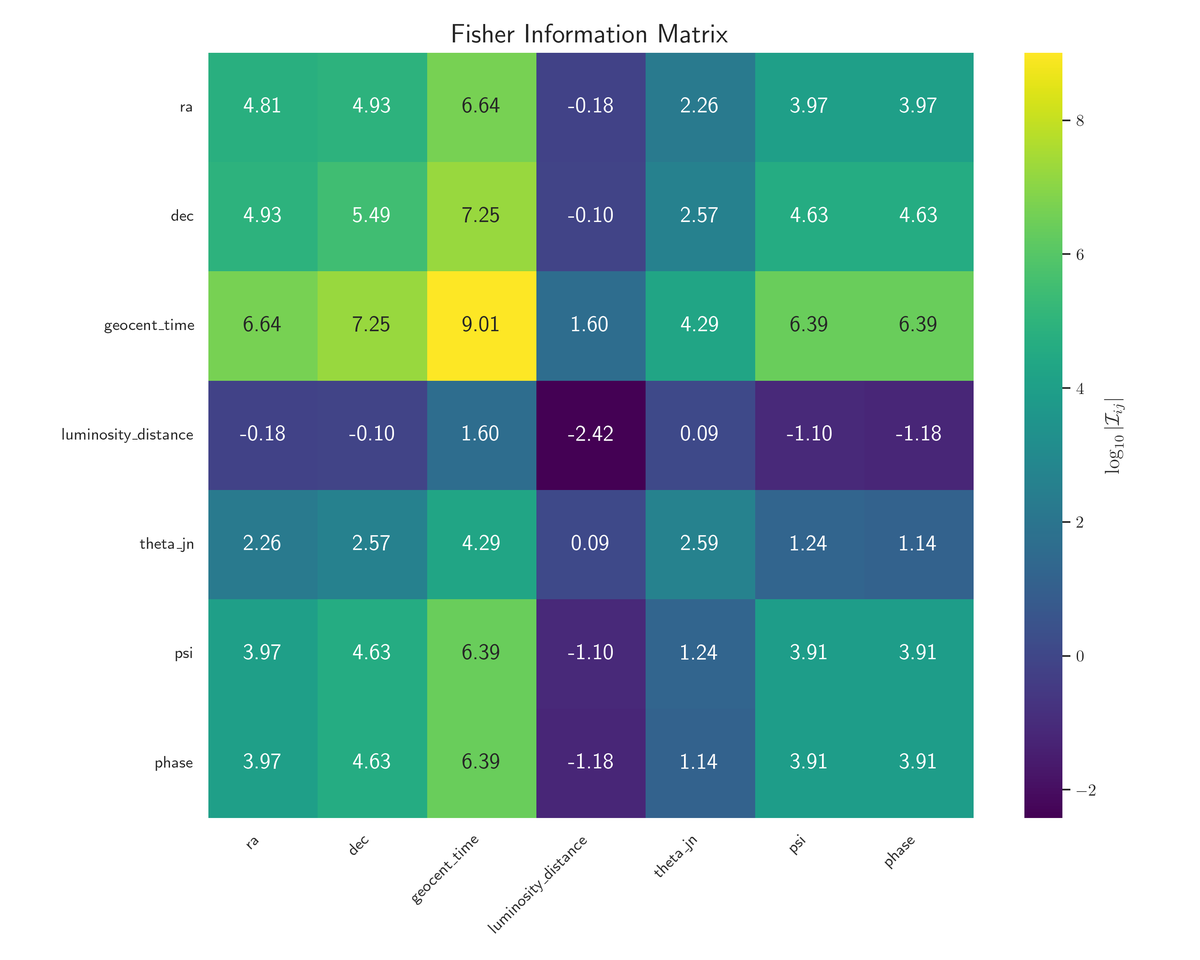 Fisher Information Matrix
ra 4.81 4.93 6.64 -0.18 2.26 3.97 3.97
dec 4.93 5.49 7.25 -0.10 2.57 4.63 4.63
geocent_time 6.64 7.25 9.01 1.60 4.29 6.39 6.39
luminosity_distance -0.18 -0.10 1.60 -2.42 0.09 -1.10 -1.18
theta_jn 2.26 2.57 4.29 0.09 2.59 1.24 1.14
psi 3.97 4.63 6.39 -1.10 1.24 3.91 3.91
phase 3.97 4.63 6.39 -1.18 1.14 3.91 3.91
ra dec geocent_time luminosity_distance theta_jn psi phase
8
6
4
2
0
−2
log₁₀ |ℐᵢⱼ|